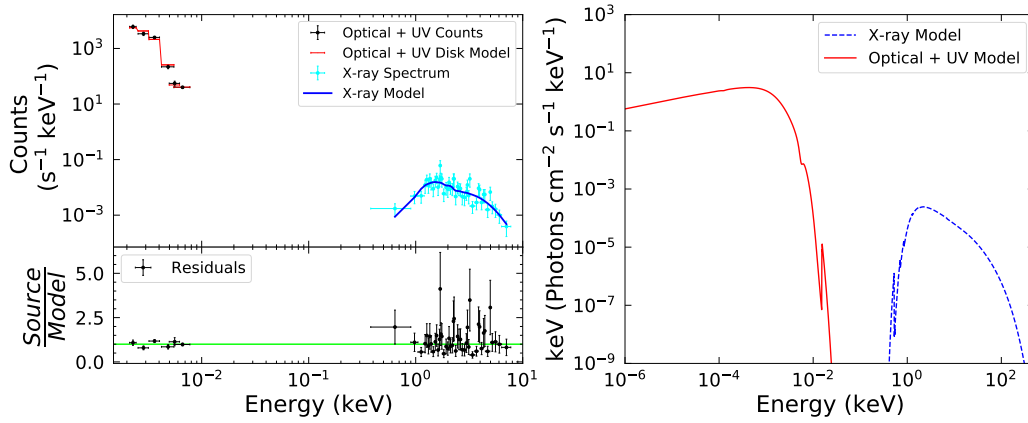 10^3
10^1
10^-1
10^-3
Counts
(s^-1 keV^-1)
Optical + UV Counts
Optical + UV Disk Model
X-ray Spectrum
X-ray Model
5.0
2.5
0.0
Source
Model
Residuals
10^-2
10^-1
10^0
10^1
Energy (keV)
10^1
10^-1
10^-3
10^-5
10^-7
10^-9
keV (Photons cm^-2 s^-1 keV^-1)
X-ray Model
Optical + UV Model
10^-6
10^-4
10^-2
10^0
10^2
Energy (keV)